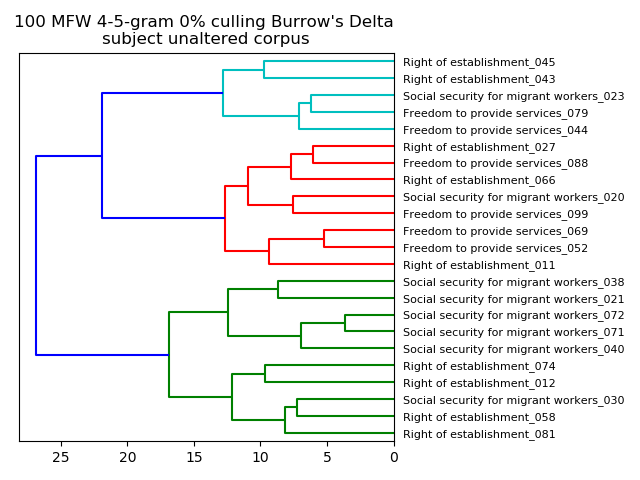 100 MFW 4-5-gram 0% culling Burrow's Delta
subject unaltered corpus
Right of establishment_045
Right of establishment_043
Social security for migrant workers_023
Freedom to provide services_079
Freedom to provide services_044
Right of establishment_027
Freedom to provide services_088
Right of establishment_066
Social security for migrant workers_020
Freedom to provide services_099
Freedom to provide services_069
Freedom to provide services_052
Right of establishment_011
Social security for migrant workers_038
Social security for migrant workers_021
Social security for migrant workers_072
Social security for migrant workers_071
Social security for migrant workers_040
Right of establishment_074
Right of establishment_012
Social security for migrant workers_030
Right of establishment_058
Right of establishment_081
25 20 15 10 5 0